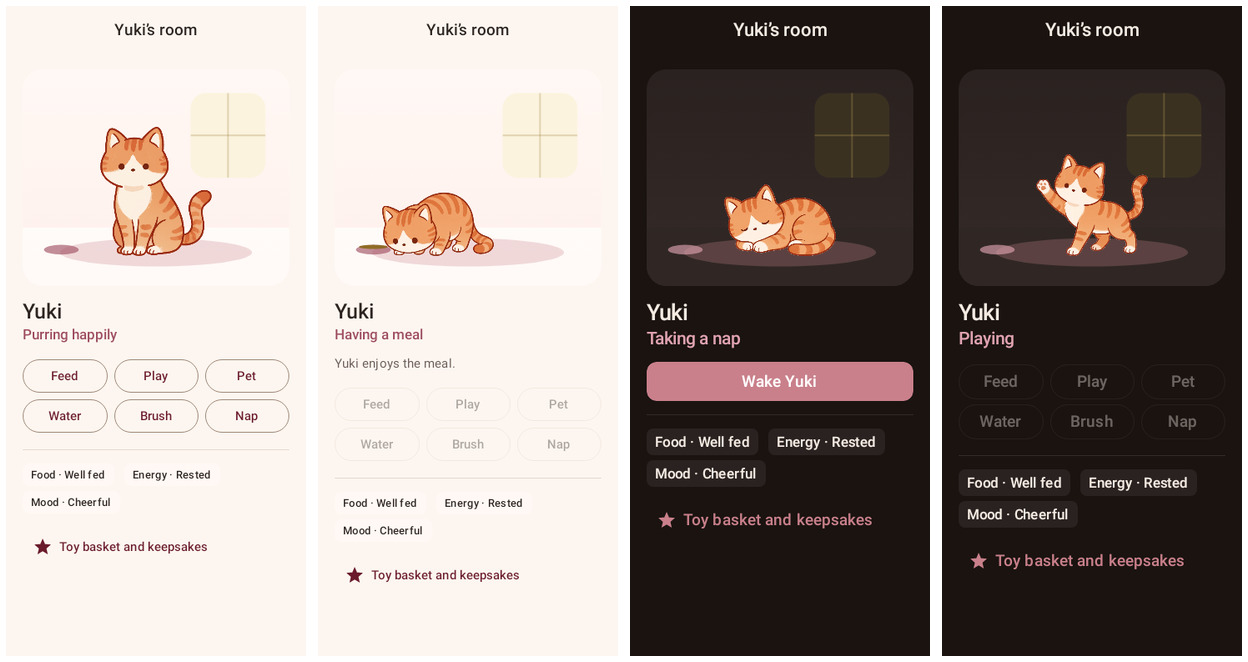 Yuki’s room
Yuki
Purring happily
Feed Play Pet
Water Brush Nap
Food · Well fed Energy · Rested
Mood · Cheerful
Toy basket and keepsakes
Yuki’s room
Yuki
Having a meal
Yuki enjoys the meal.
Feed Play Pet
Water Brush Nap
Food · Well fed Energy · Rested
Mood · Cheerful
Toy basket and keepsakes
Yuki’s room
Yuki
Taking a nap
Wake Yuki
Food · Well fed Energy · Rested
Mood · Cheerful
Toy basket and keepsakes
Yuki’s room
Yuki
Playing
Feed Play Pet
Water Brush Nap
Food · Well fed Energy · Rested
Mood · Cheerful
Toy basket and keepsakes